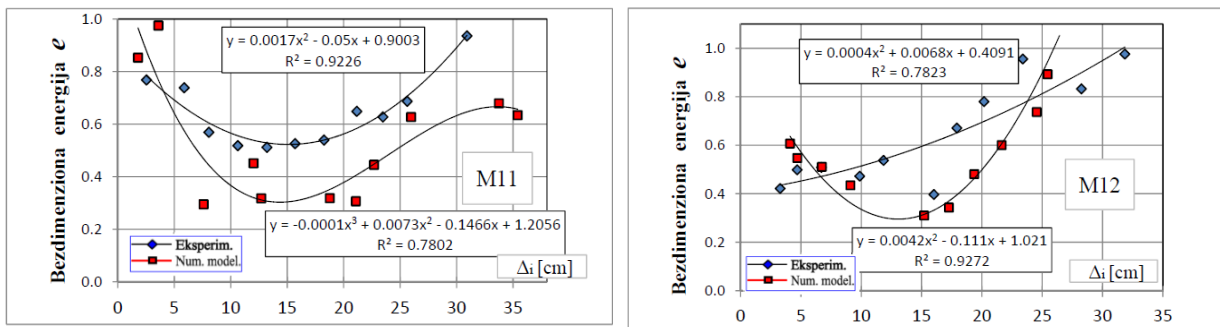 Bezdimenziona energija e
1.0
0.8
0.6
0.4
0.2
0.0
y = 0.0017x² - 0.05x + 0.9003
R² = 0.9226
M11
y = -0.0001x³ + 0.0073x² - 0.1466x + 1.2056
R² = 0.7802
Eksperim.
Num. model.
Δi [cm]
0 5 10 15 20 25 30 35
Bezdimenziona energija e
1.0
0.8
0.6
0.4
0.2
0.0
y = 0.0004x² + 0.0068x + 0.4091
R² = 0.7823
M12
y = 0.0042x² - 0.111x + 1.021
R² = 0.9272
Eksperim.
Num. model.
Δi [cm]
0 5 10 15 20 25 30 35